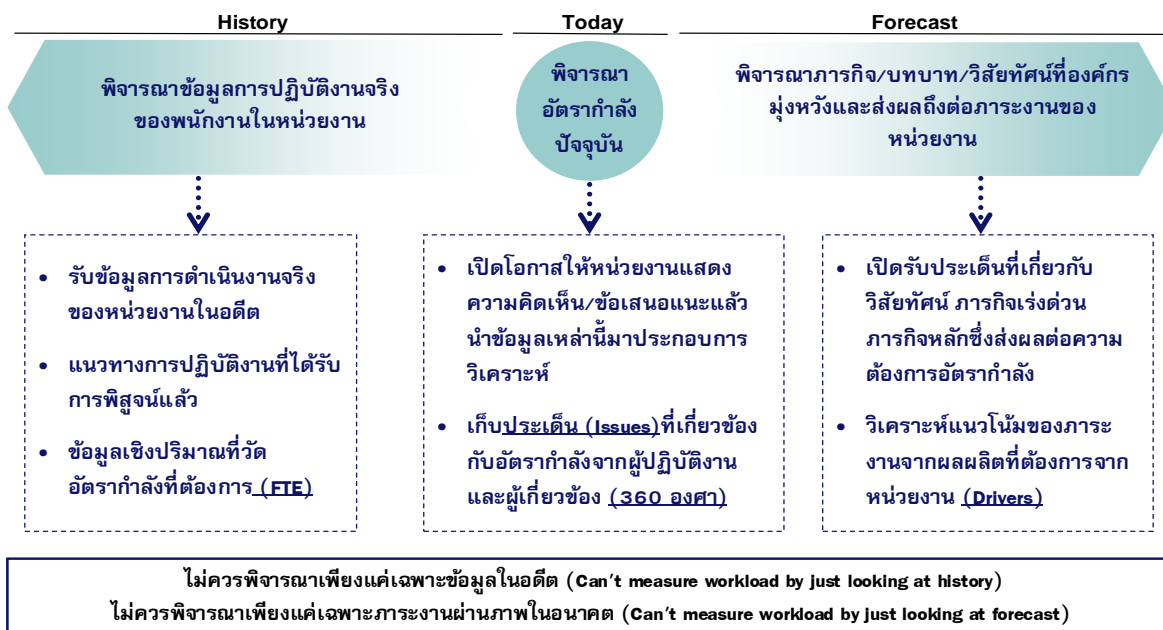 History
Today
Forecast
พิจารณาข้อมูลการปฏิบัติงานจริง
ของพนักงานในหน่วยงาน
พิจารณา
อัตรากำลัง
ปัจจุบัน
พิจารณาภารกิจ/บทบาท/วิสัยทัศน์ที่องค์กร
มุ่งหวังและส่งผลถึงต่อภาระงานของ
หน่วยงาน
• รับข้อมูลการดำเนินงานจริง
ของหน่วยงานในอดีต
• แนวทางการปฏิบัติงานที่ได้รับ
การพิสูจน์แล้ว
• ข้อมูลเชิงปริมาณที่วัด
อัตรากำลังที่ต้องการ (FTE)
• เปิดโอกาสให้หน่วยงานแสดง
ความคิดเห็น/ข้อเสนอแนะแล้ว
นำข้อมูลเหล่านี้มาประกอบการ
วิเคราะห์
• เก็บประเด็น (Issues)ที่เกี่ยวข้อง
กับอัตรากำลังจากผู้ปฏิบัติงาน
และผู้เกี่ยวข้อง (360 องศา)
• เปิดรับประเด็นที่เกี่ยวกับ
วิสัยทัศน์ ภารกิจเร่งด่วน
ภารกิจหลักซึ่งส่งผลต่อความ
ต้องการอัตรากำลัง
• วิเคราะห์แนวโน้มของภาระ
งานจากผลผลิตที่ต้องการจาก
หน่วยงาน (Drivers)
ไม่ควรพิจารณาเพียงแค่เฉพาะข้อมูลในอดีต (Can't measure workload by just looking at history)
ไม่ควรพิจารณาเพียงแค่เฉพาะภาระงานผ่านภาพในอนาคต (Can't measure workload by just looking at forecast)